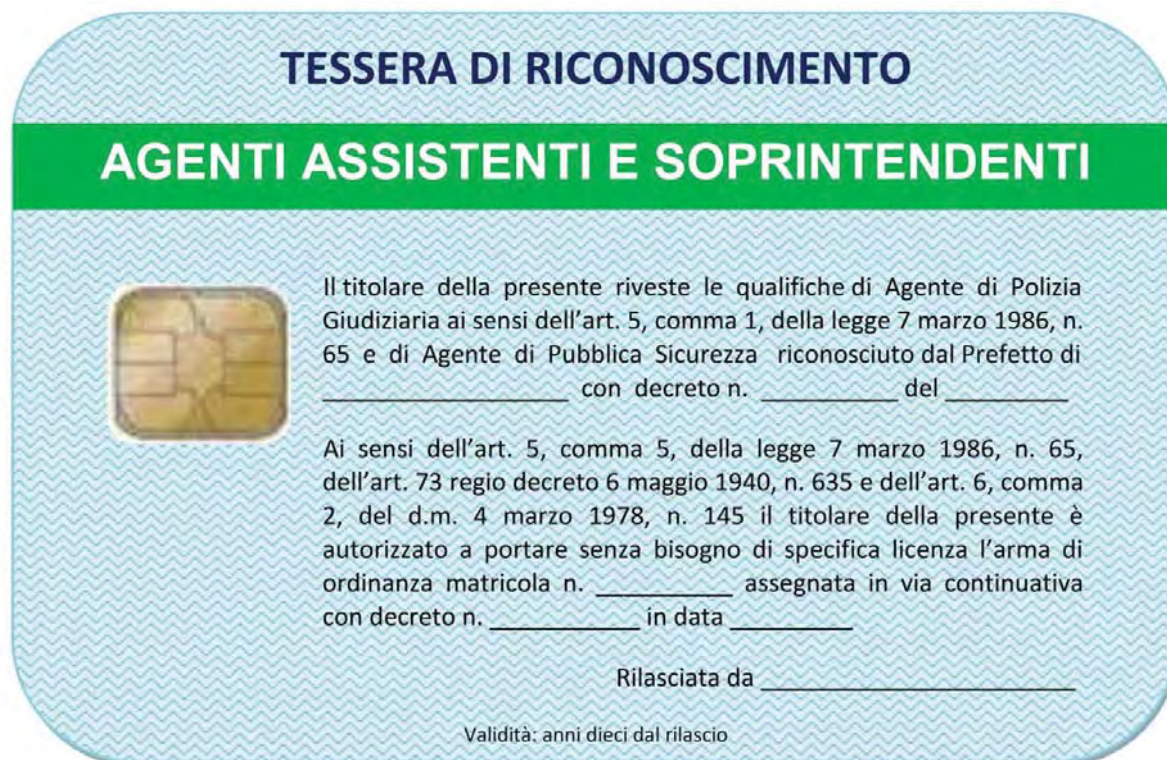 TESSERA DI RICONOSCIMENTO
AGENTI ASSISTENTI E SOPRINTENDENTI
Il titolare della presente riveste le qualifiche di Agente di Polizia
Giudiziaria ai sensi dell’art. 5, comma 1, della legge 7 marzo 1986, n.
65 e di Agente di Pubblica Sicurezza riconosciuto dal Prefetto di
__________________ con decreto n. __________ del _________
Ai sensi dell’art. 5, comma 5, della legge 7 marzo 1986, n. 65,
dell’art. 73 regio decreto 6 maggio 1940, n. 635 e dell’art. 6, comma
2, del d.m. 4 marzo 1978, n. 145 il titolare della presente è
autorizzato a portare senza bisogno di specifica licenza l’arma di
ordinanza matricola n. __________ assegnata in via continuativa
con decreto n. ___________ in data _________
Rilasciata da _______________________
Validità: anni dieci dal rilascio